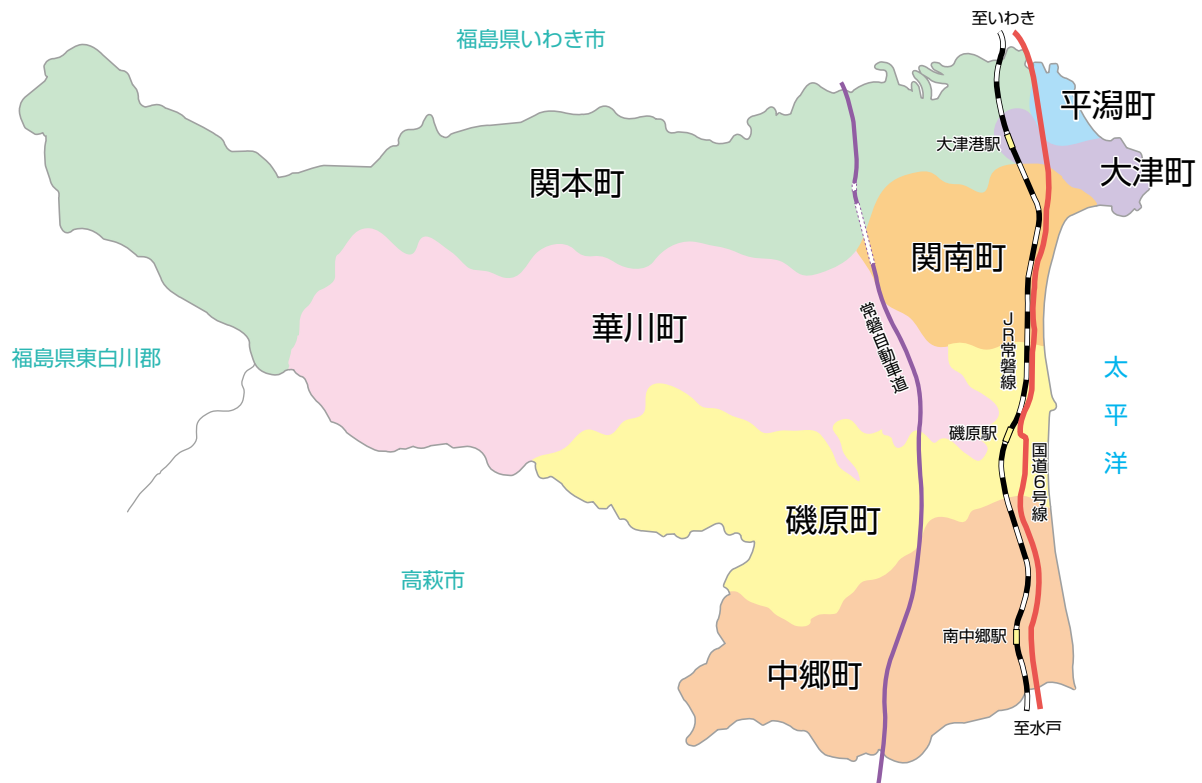 至いわき
福島県いわき市
平潟町
大津港駅
大津町
関本町
関南町
華川町
常磐自動車道
JR常磐線
福島県東白川郡
太平洋
磯原駅
国道6号線
磯原町
高萩市
南中郷駅
中郷町
至水戸